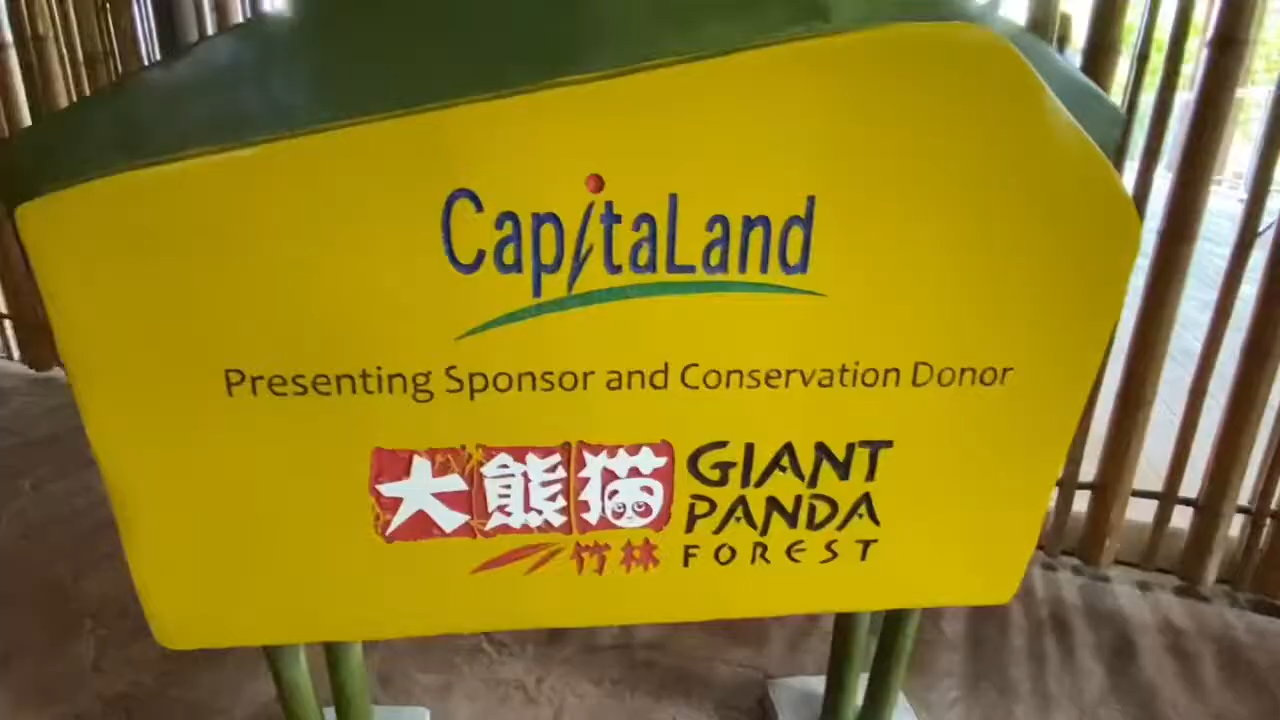 CapitaLand
Presenting Sponsor and Conservation Donor
大熊猫 GIANT
PANDA
竹林 FOREST